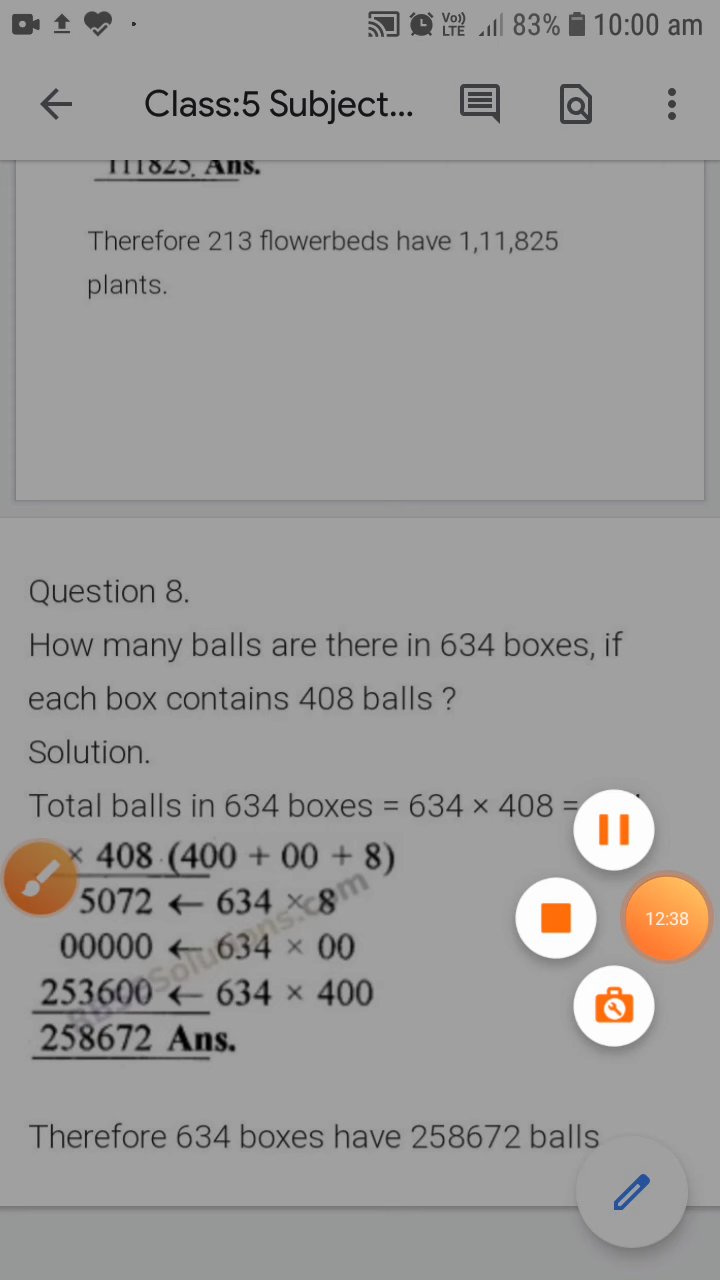 Vo))
LTE
83%
10:00 am
Class:5 Subject...
111825. Ans.
Therefore 213 flowerbeds have 1,11,825
plants.
Question 8.
How many balls are there in 634 boxes, if
each box contains 408 balls ?
Solution.
Total balls in 634 boxes = 634 × 408 =
× 408 (400 + 00 + 8)
5072 ← 634 × 8
00000 ← 634 × 00
253600 ← 634 × 400
258672 Ans.
12:38
Therefore 634 boxes have 258672 balls